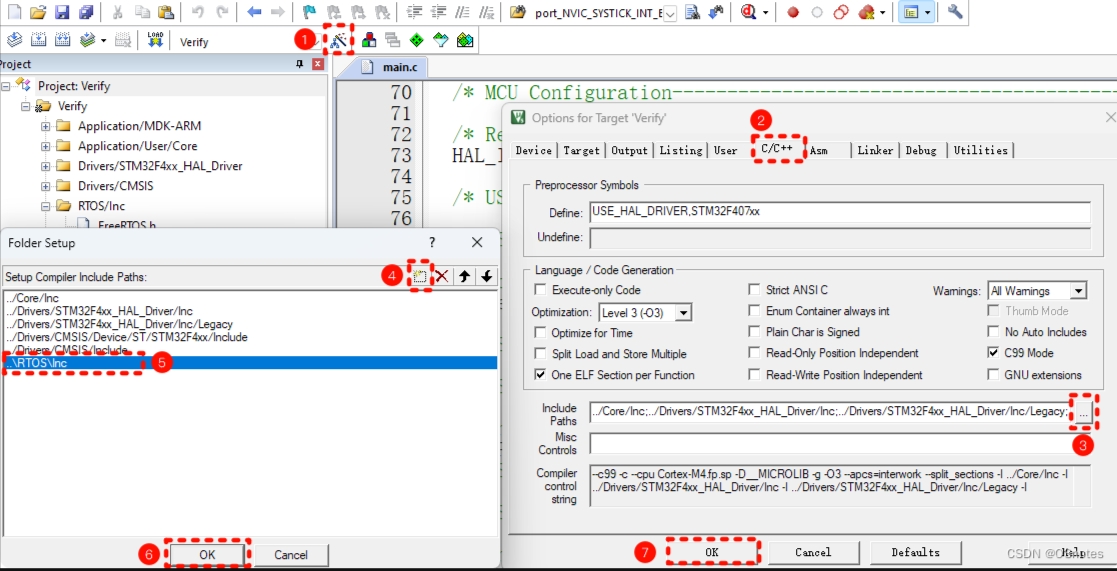 port_NVIC_SYSTICK_INT_E
LOAD
Verify
1
Project
Project: Verify
Verify
Application/MDK-ARM
Application/User/Core
Drivers/STM32F4xx_HAL_Driver
Drivers/CMSIS
RTOS/Inc
FreeRTOS.h
main.c
70 /* MCU Configuration
71
72 /* Re
73 HAL_I
74
75 /* US
76
Options for Target 'Verify'
2
Device Target Output Listing User C/C++ Asm Linker Debug Utilities
Preprocessor Symbols
Define: USE_HAL_DRIVER,STM32F407xx
Undefine:
Language / Code Generation
Execute-only Code
Strict ANSI C
Warnings: All Warnings
Optimization: Level 3 (-O3)
Enum Container always int
Thumb Mode
Optimize for Time
Plain Char is Signed
No Auto Includes
Split Load and Store Multiple
Read-Only Position Independent
C99 Mode
One ELF Section per Function
Read-Write Position Independent
GNU extensions
Include
Paths
../Core/Inc;../Drivers/STM32F4xx_HAL_Driver/Inc;../Drivers/STM32F4xx_HAL_Driver/Inc/Legacy;
...
3
Misc
Controls
Compiler
control
string
--c99 -c --cpu Cortex-M4.fp.sp -D__MICROLIB -g -O3 --apcs=interwork --split_sections -I ../Core/Inc -I
../Drivers/STM32F4xx_HAL_Driver/Inc -I ../Drivers/STM32F4xx_HAL_Driver/Inc/Legacy -I
7
OK Cancel Defaults Help
Folder Setup
?
Setup Compiler Include Paths:
4
../Core/Inc
../Drivers/STM32F4xx_HAL_Driver/Inc
../Drivers/STM32F4xx_HAL_Driver/Inc/Legacy
../Drivers/CMSIS/Device/ST/STM32F4xx/Include
../Drivers/CMSIS/Include
..\RTOS\Inc
5
6
OK Cancel